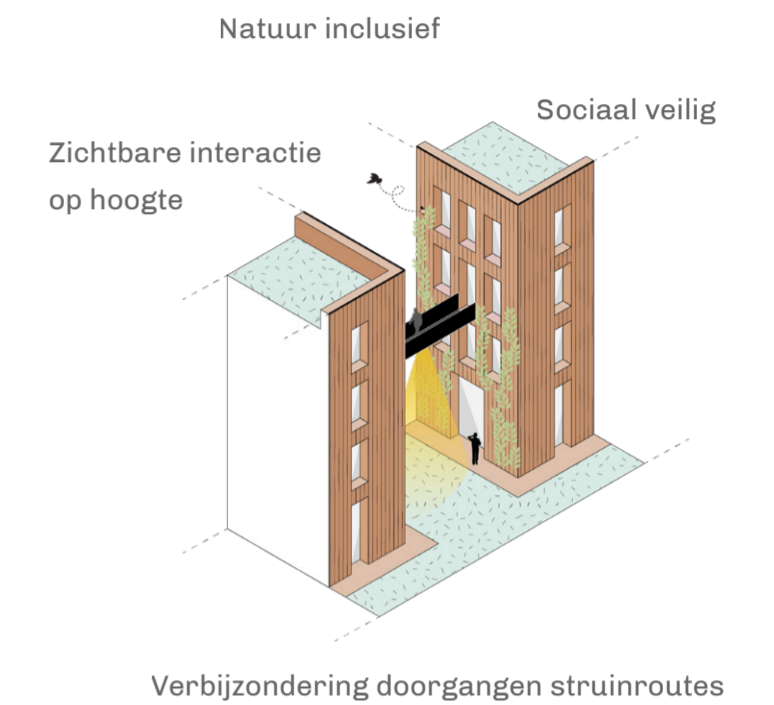 Natuur inclusief
Sociaal veilig
Zichtbare interactie
op hoogte
Verbijzondering doorgangen struinroutes